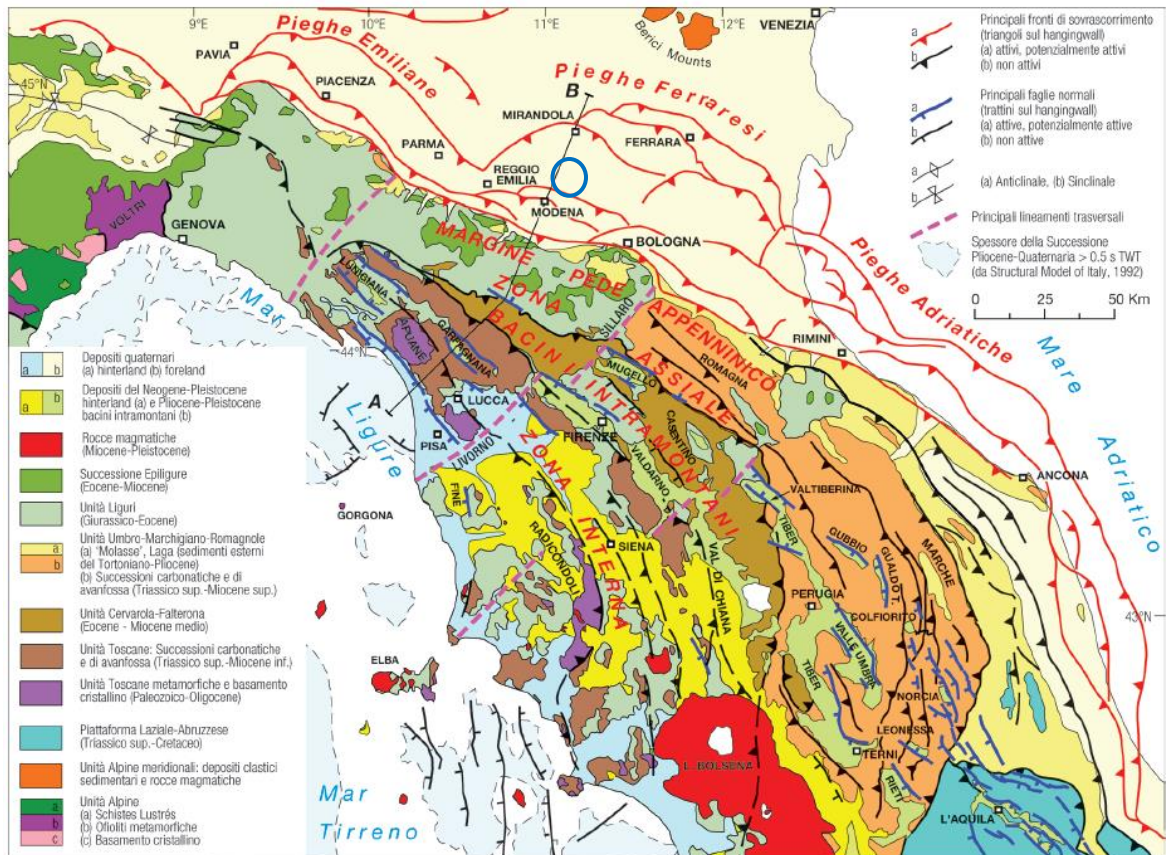 9°E
10°E
11°E
12°E
VENEZIA
PAVIA
Pieghe Emiliane
Berici Mounts
45°N
PIACENZA
B
Pieghe Ferraresi
MIRANDOLA
FERRARA
PARMA
REGGIO
EMILIA
MODENA
VOLTRI
GENOVA
BOLOGNA
MARGINE PEDE APPENNINICO
Pieghe Adriatiche
ZONA ASSIALE
LUNIGIANA
SILLARO
BACINI INTRAMONTANI
Mar Ligure
APUANE
GARFAGNANA
44°N
RIMINI
ROMAGNA
MUGELLO
Mare Adriatico
A
LUCCA
PISA
LIVORNO
FIRENZE
CASENTINO
ZONA INTERNA
VALDARNO-S
ANCONA
FINE
VALTIBERINA
GORGONA
TIBER
RADICONDOLI
SIENA
GUBBIO
MARCHE
VAL DI CHIANA
GUALDO T.
PERUGIA
COLFIORITO
43°N
ELBA
VALLE UMBRA
TIBER
NORCIA
LEONESSA
TERNI
L. BOLSENA
RIETI
Mar
Tirreno
L'AQUILA
Principali fronti di sovrascorrimento
(triangoli sul hangingwall)
a
(a) attivi, potenzialmente attivi
b
(b) non attivi
Principali faglie normali
(trattini sul hangingwall)
a
(a) attive, potenzialmente attive
b
(b) non attive
a
(a) Anticlinale, (b) Sinclinale
b
Principali lineamenti trasversali
Spessore della Successione
Pliocene-Quaternaria > 0.5 s TWT
(da Structural Model of Italy, 1992)
0 25 50 Km
a b
Depositi quaternari
(a) hinterland (b) foreland
a b
Depositi del Neogene-Pleistocene
hinterland (a) e Pliocene-Pleistocene
bacini intramontani (b)
Rocce magmatiche
(Miocene-Pleistocene)
Successione Epiligure
(Eocene-Miocene)
Unità Liguri
(Giurassico-Eocene)
a
b
Unità Umbro-Marchigiano-Romagnole
(a) 'Molasse', Laga (sedimenti esterni
del Tortoniano-Pliocene)
(b) Successioni carbonatiche e di
avanfossa (Triassico sup.-Miocene sup.)
Unità Cervarola-Falterona
(Eocene - Miocene medio)
Unità Toscane: Successioni carbonatiche
e di avanfossa (Triassico sup.-Miocene inf.)
Unità Toscane metamorfiche e basamento
cristallino (Paleozoico-Oligocene)
Piattaforma Laziale-Abruzzese
(Triassico sup.-Cretaceo)
Unità Alpine meridionali: depositi clastici
sedimentari e rocce magmatiche
a
b
c
Unità Alpine
(a) Schistes Lustrés
(b) Ofioliti metamorfiche
(c) Basamento cristallino